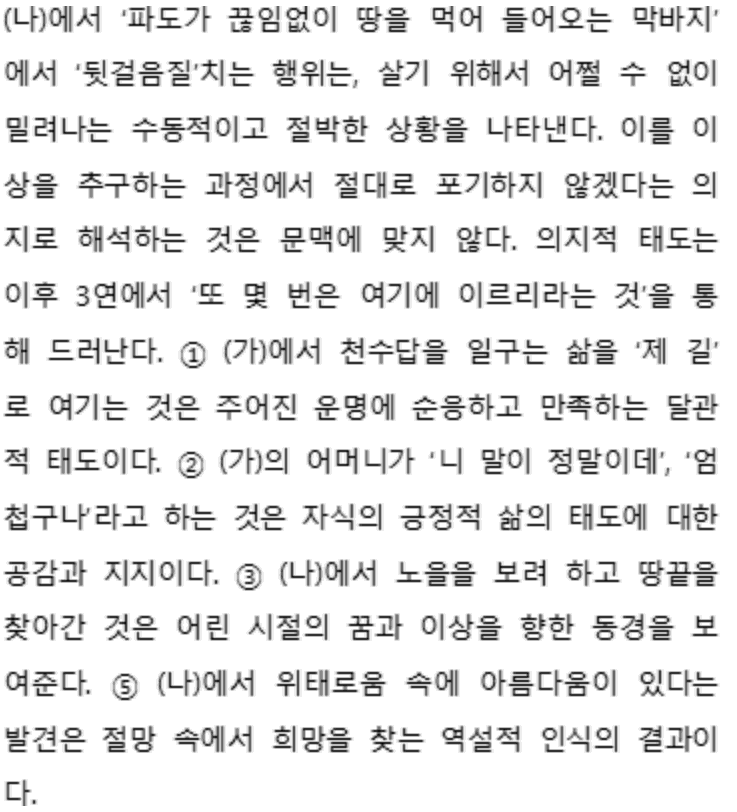 (나)에서 ‘파도가 끊임없이 땅을 먹어 들어오는 막바지’
에서 ‘뒷걸음질’치는 행위는, 살기 위해서 어쩔 수 없이
밀려나는 수동적이고 절박한 상황을 나타낸다. 이를 이
상을 추구하는 과정에서 절대로 포기하지 않겠다는 의
지로 해석하는 것은 문맥에 맞지 않다. 의지적 태도는
이후 3연에서 ‘또 몇 번은 여기에 이르리라는 것’을 통
해 드러난다. ① (가)에서 천수답을 일구는 삶을 ‘제 길’
로 여기는 것은 주어진 운명에 순응하고 만족하는 달관
적 태도이다. ② (가)의 어머니가 ‘니 말이 정말이데’, ‘엄
첩구나’라고 하는 것은 자식의 긍정적 삶의 태도에 대한
공감과 지지이다. ③ (나)에서 노을을 보려 하고 땅끝을
찾아간 것은 어린 시절의 꿈과 이상을 향한 동경을 보
여준다. ⑤ (나)에서 위태로움 속에 아름다움이 있다는
발견은 절망 속에서 희망을 찾는 역설적 인식의 결과이
다.